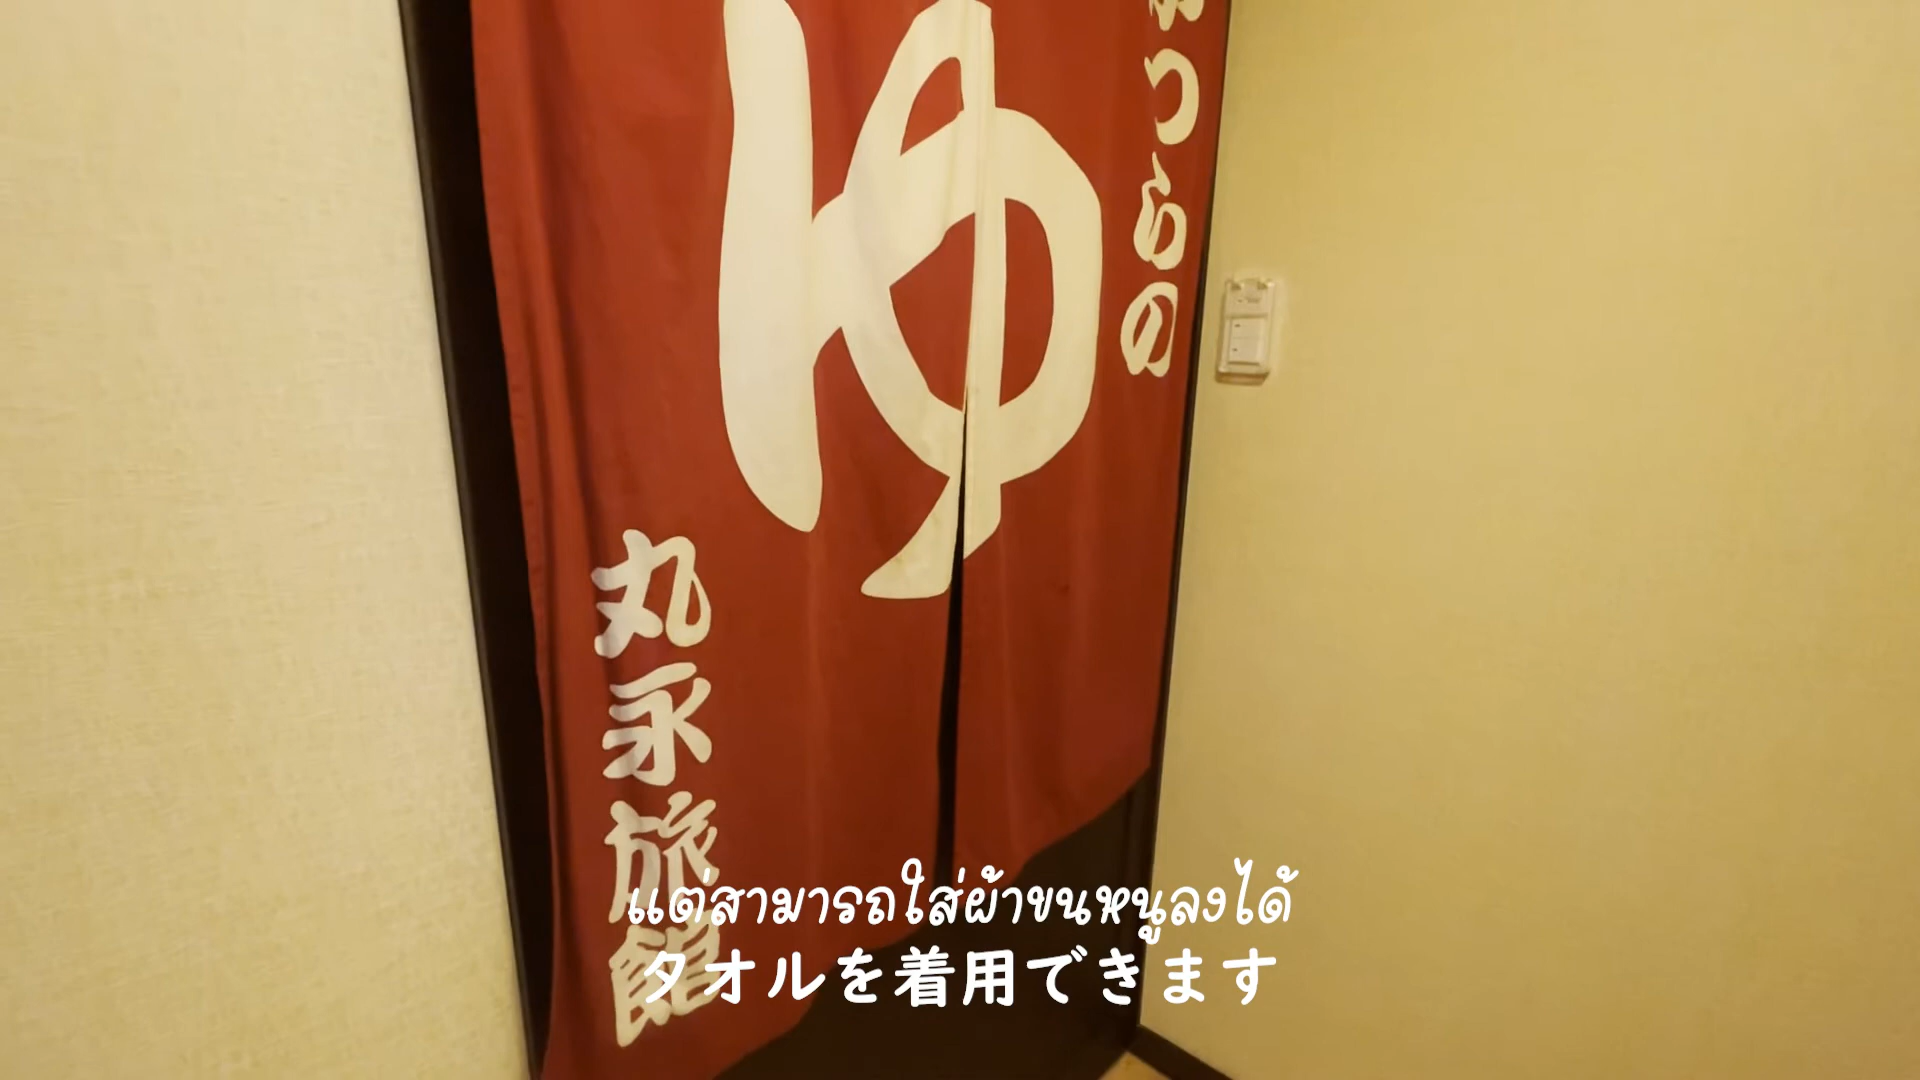 つらの
ゆ
丸永旅館
แต่สามารถใส่ผ้าขนหนูลงได้
タオルを着用できます